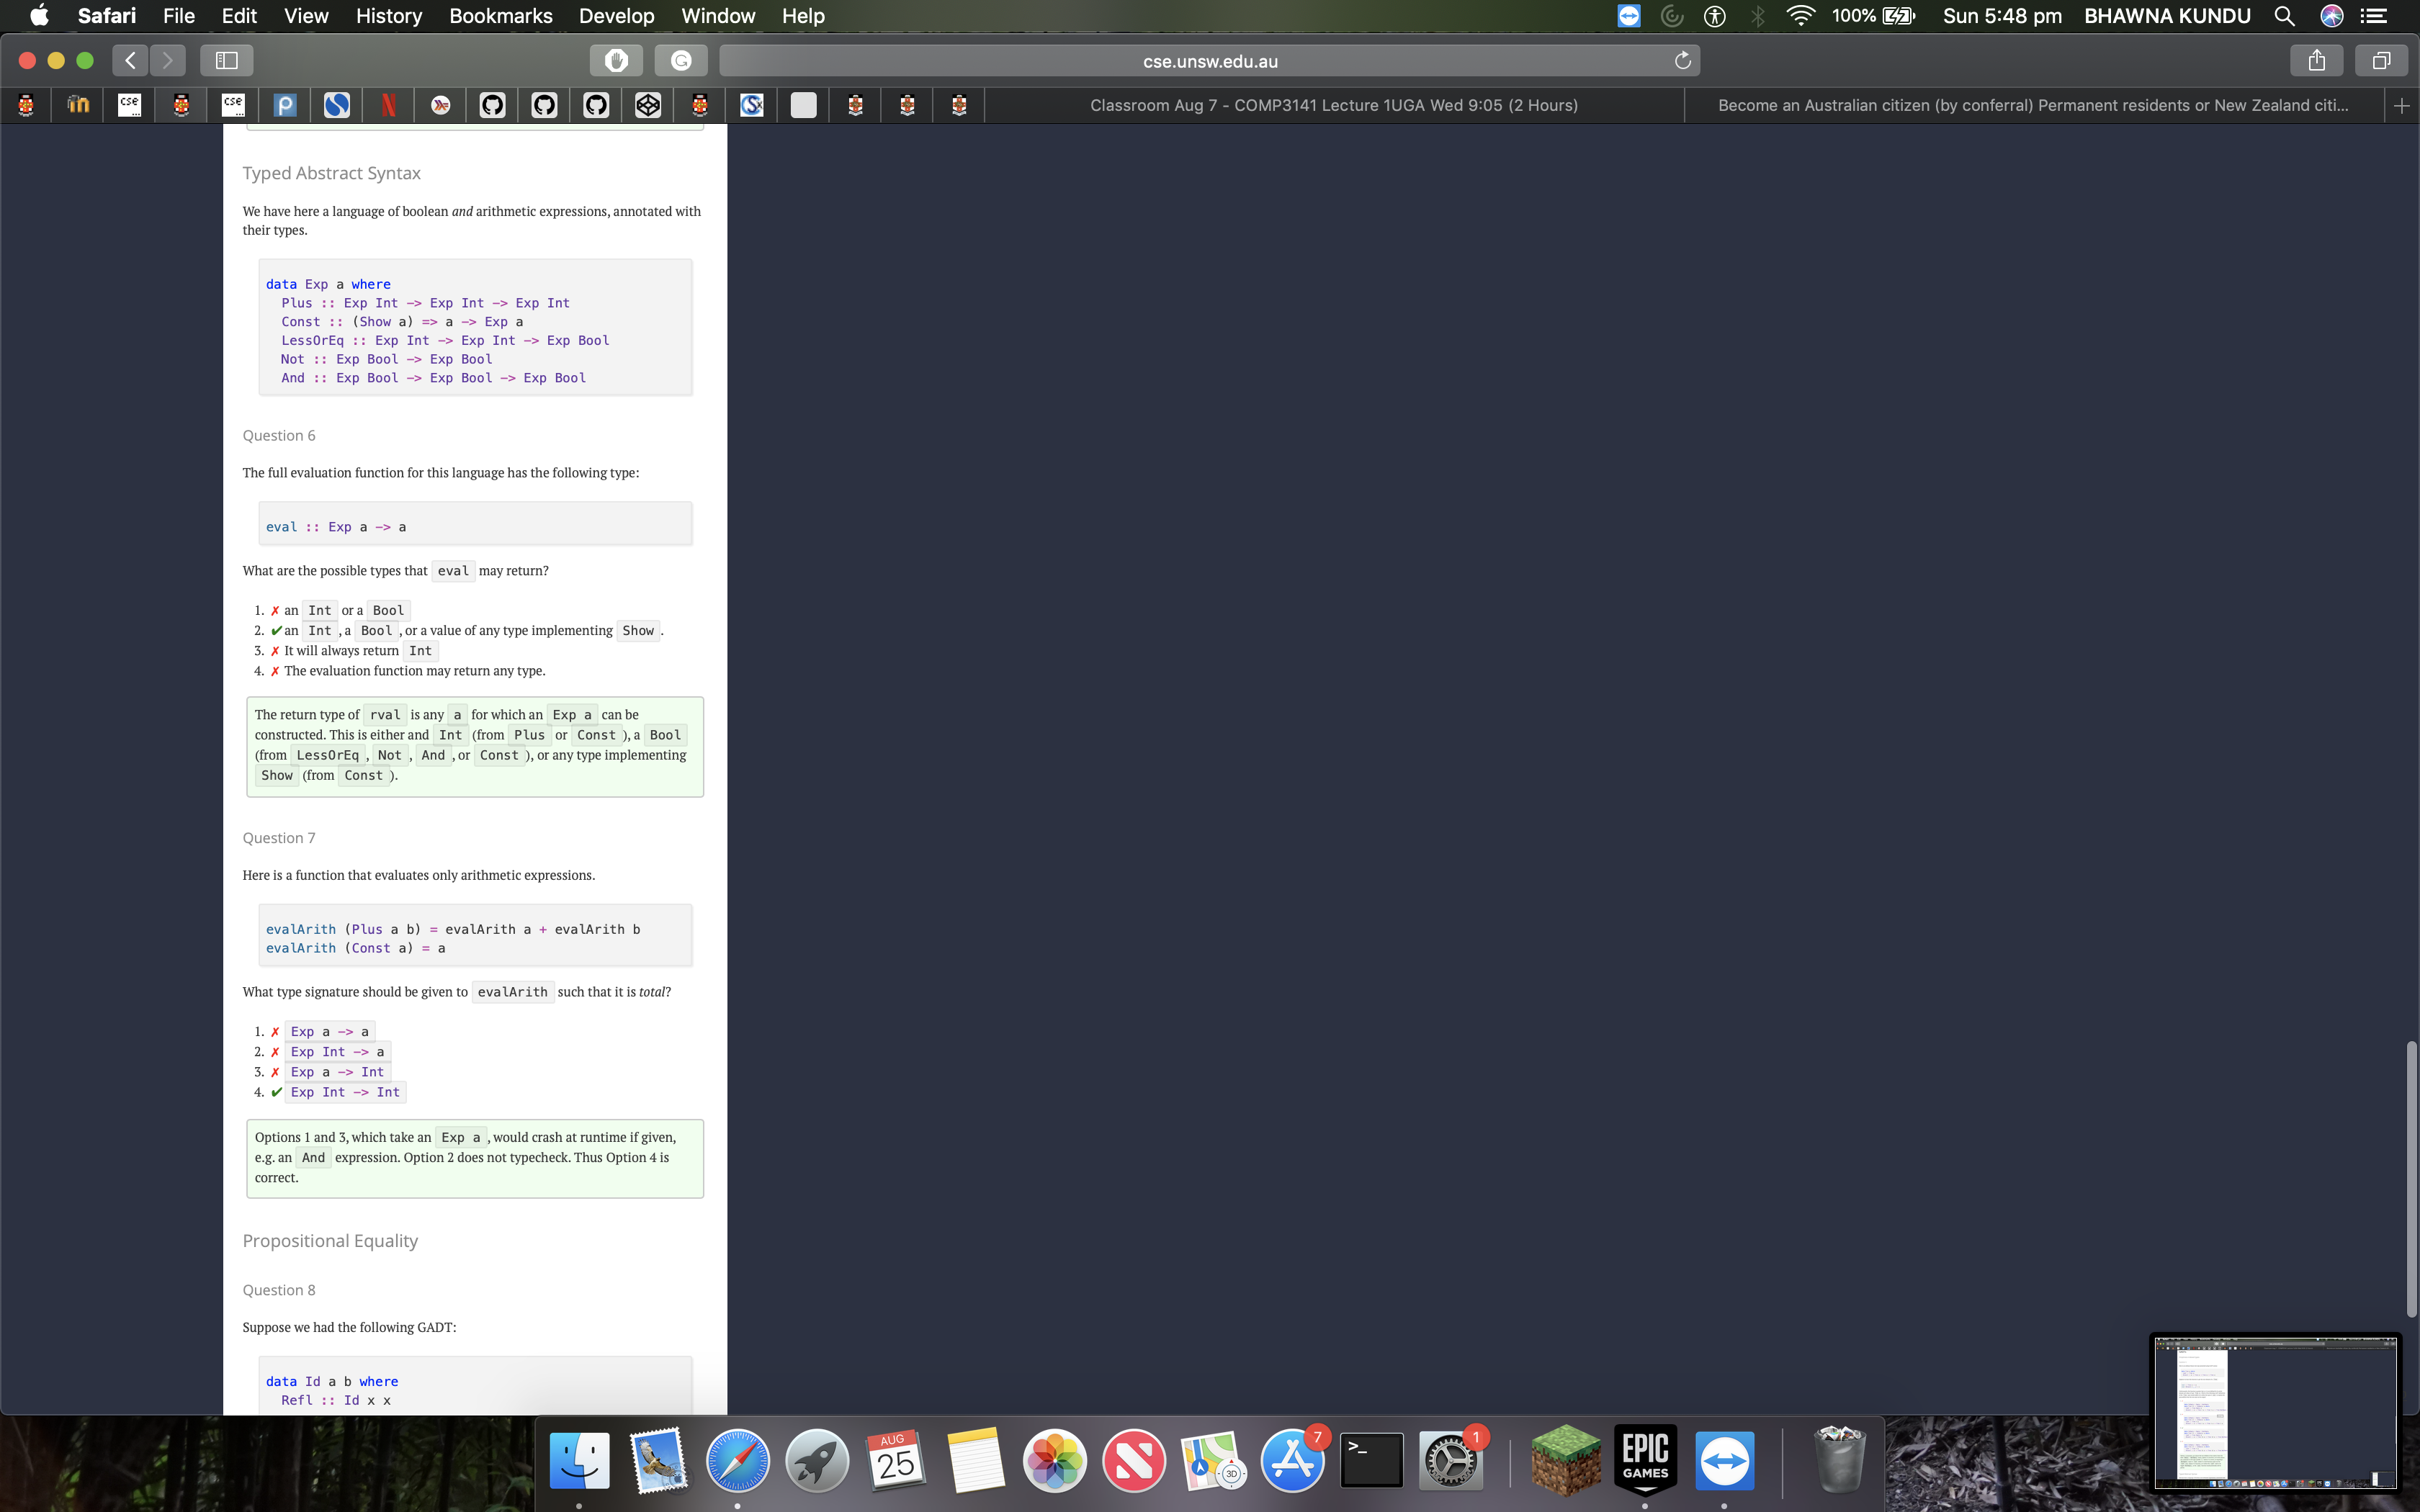 Safari File Edit View History Bookmarks Develop Window Help 100% Sun 5:48 pm BHAWNA KUNDU
cse.unsw.edu.au
Classroom Aug 7 - COMP3141 Lecture 1UGA Wed 9:05 (2 Hours) Become an Australian citizen (by conferral) Permanent residents or New Zealand citi...
Typed Abstract Syntax
We have here a language of boolean and arithmetic expressions, annotated with
their types.
data Exp a where
Plus :: Exp Int -> Exp Int -> Exp Int
Const :: (Show a) => a -> Exp a
LessOrEq :: Exp Int -> Exp Int -> Exp Bool
Not :: Exp Bool -> Exp Bool
And :: Exp Bool -> Exp Bool -> Exp Bool
Question 6
The full evaluation function for this language has the following type:
eval :: Exp a -> a
What are the possible types that eval may return?
1. ✗ an Int or a Bool
2. ✔ an Int , a Bool , or a value of any type implementing Show .
3. ✗ It will always return Int
4. ✗ The evaluation function may return any type.
The return type of rval is any a for which an Exp a can be
constructed. This is either and Int (from Plus or Const ), a Bool
(from LessOrEq , Not , And , or Const ), or any type implementing
Show (from Const ).
Question 7
Here is a function that evaluates only arithmetic expressions.
evalArith (Plus a b) = evalArith a + evalArith b
evalArith (Const a) = a
What type signature should be given to evalArith such that it is total?
1. ✗ Exp a -> a
2. ✗ Exp Int -> a
3. ✗ Exp a -> Int
4. ✔ Exp Int -> Int
Options 1 and 3, which take an Exp a , would crash at runtime if given,
e.g. an And expression. Option 2 does not typecheck. Thus Option 4 is
correct.
Propositional Equality
Question 8
Suppose we had the following GADT:
data Id a b where
Refl :: Id x x
AUG
25
3D
7
>_
1
EPIC
GAMES